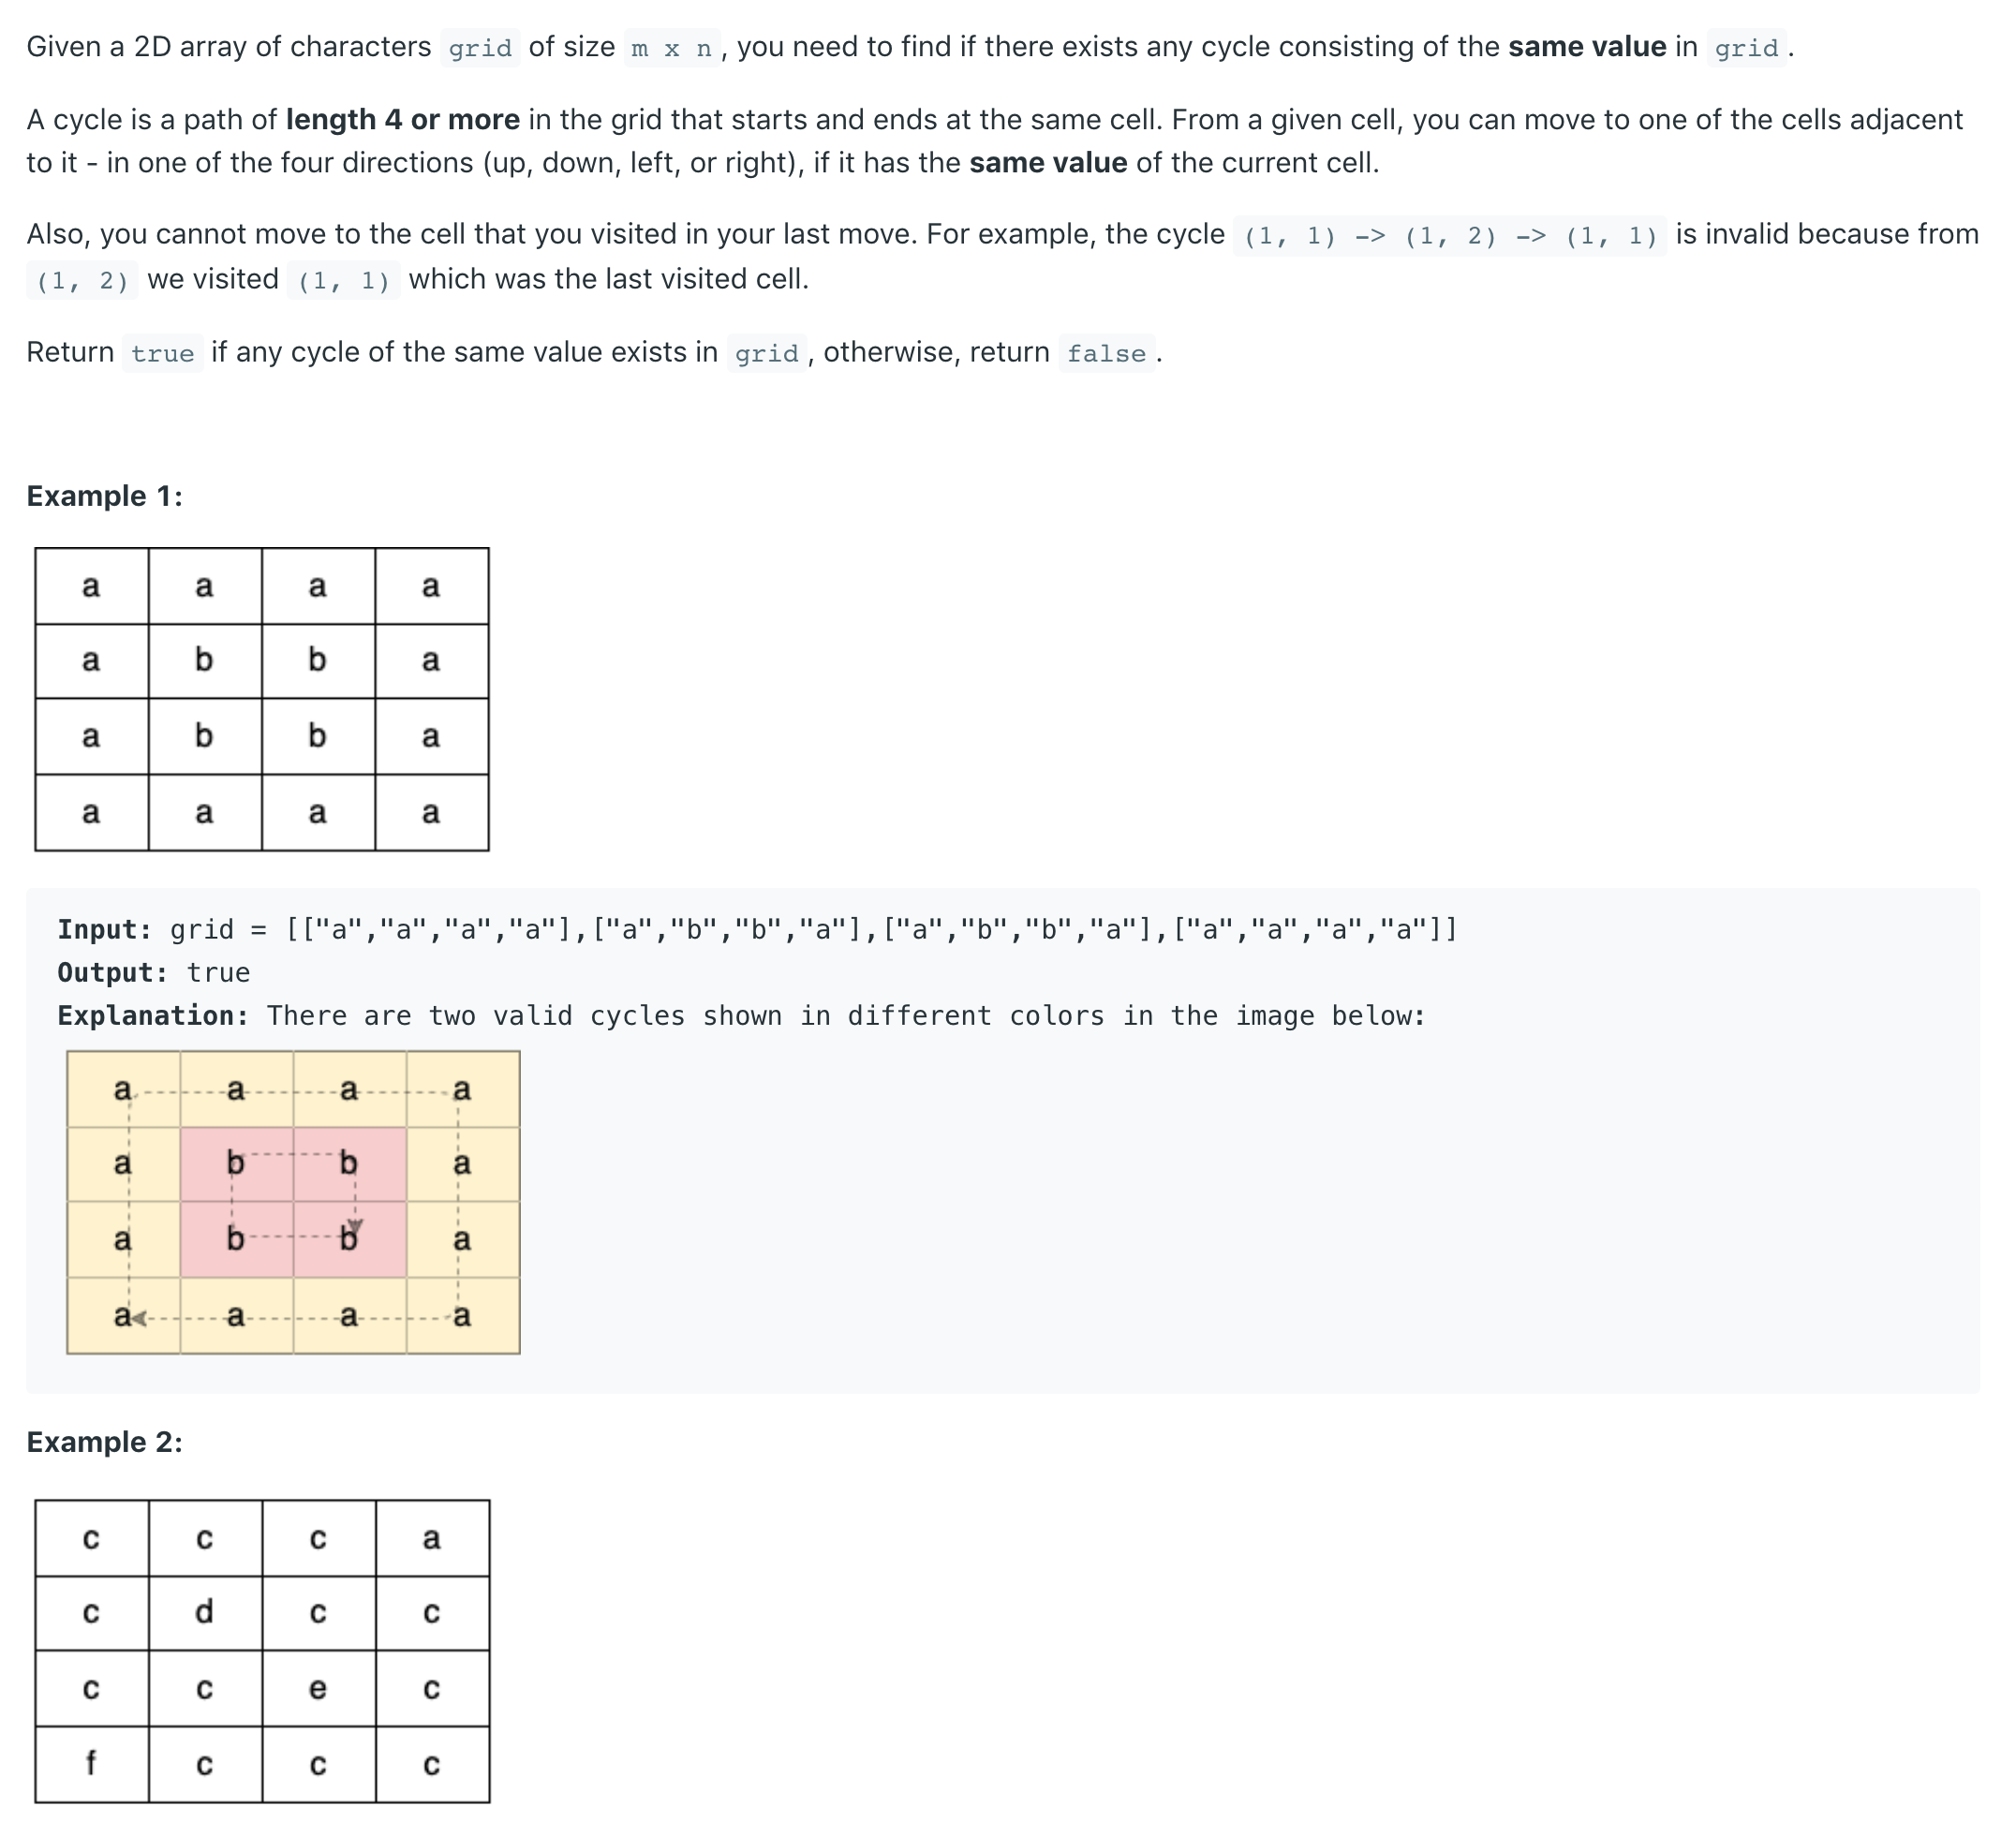 Given a 2D array of characters grid of size m x n, you need to find if there exists any cycle consisting of the same value in grid.
A cycle is a path of length 4 or more in the grid that starts and ends at the same cell. From a given cell, you can move to one of the cells adjacent
to it - in one of the four directions (up, down, left, or right), if it has the same value of the current cell.
Also, you cannot move to the cell that you visited in your last move. For example, the cycle (1, 1) -> (1, 2) -> (1, 1) is invalid because from
(1, 2) we visited (1, 1) which was the last visited cell.
Return true if any cycle of the same value exists in grid, otherwise, return false.
Example 1:
a a a a
a b b a
a b b a
a a a a
Input: grid = [["a","a","a","a"],["a","b","b","a"],["a","b","b","a"],["a","a","a","a"]]
Output: true
Explanation: There are two valid cycles shown in different colors in the image below:
a a a a
a b b a
a b b a
a a a a
Example 2:
c c c a
c d c c
c c e c
f c c c